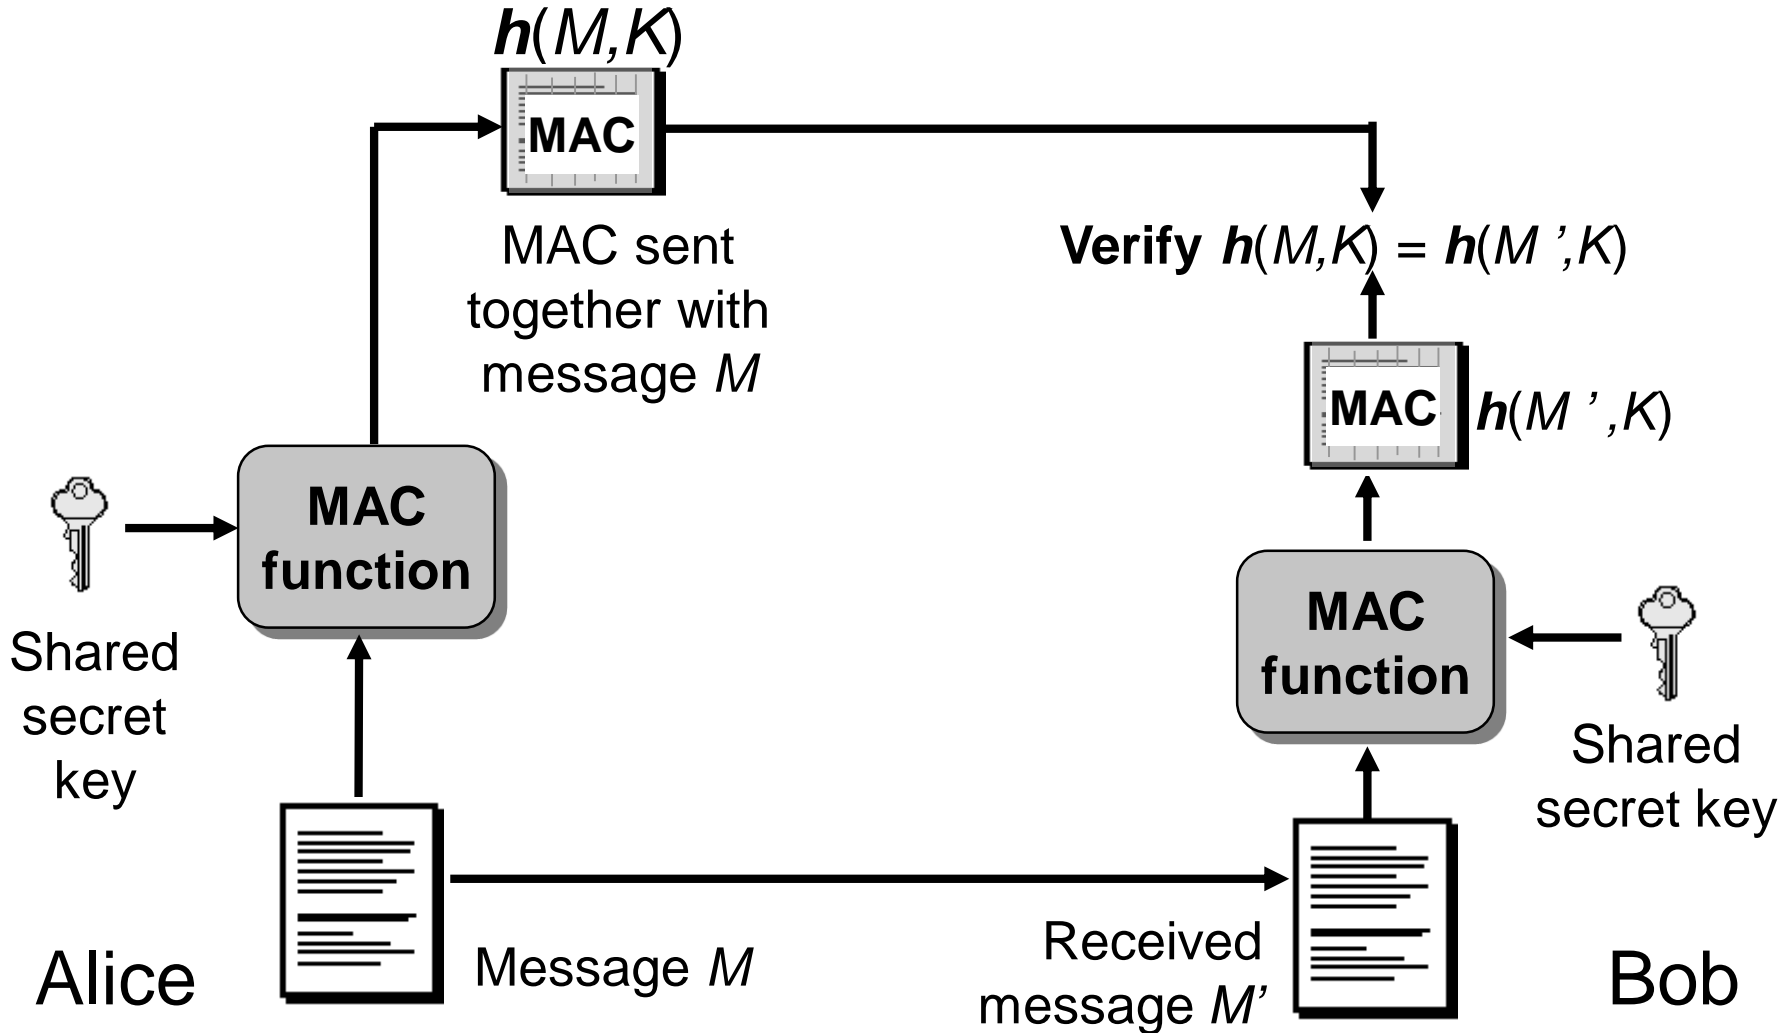 h(M,K)
MAC
MAC sent
together with
message M
Verify h(M,K) = h(M ’,K)
MAC
h(M ’,K)
MAC
function
Shared
secret
key
MAC
function
Shared
secret key
Alice
Message M
Received
message M’
Bob